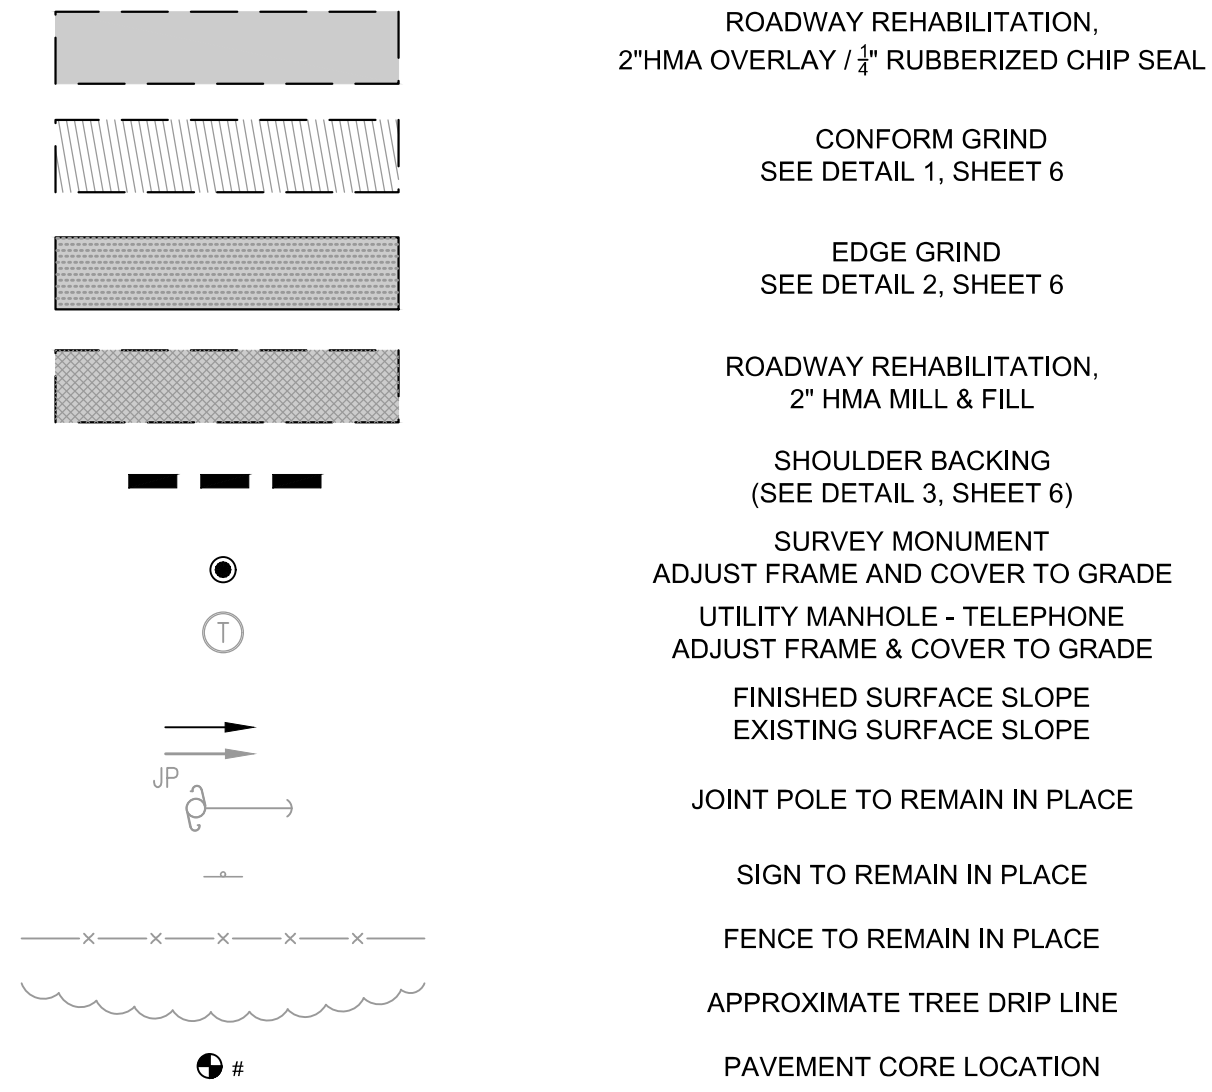 ROADWAY REHABILITATION,
2"HMA OVERLAY / 1/4" RUBBERIZED CHIP SEAL
CONFORM GRIND
SEE DETAIL 1, SHEET 6
EDGE GRIND
SEE DETAIL 2, SHEET 6
ROADWAY REHABILITATION,
2" HMA MILL & FILL
SHOULDER BACKING
(SEE DETAIL 3, SHEET 6)
SURVEY MONUMENT
ADJUST FRAME AND COVER TO GRADE
T
UTILITY MANHOLE - TELEPHONE
ADJUST FRAME & COVER TO GRADE
FINISHED SURFACE SLOPE
EXISTING SURFACE SLOPE
JP
JOINT POLE TO REMAIN IN PLACE
SIGN TO REMAIN IN PLACE
FENCE TO REMAIN IN PLACE
APPROXIMATE TREE DRIP LINE
#
PAVEMENT CORE LOCATION